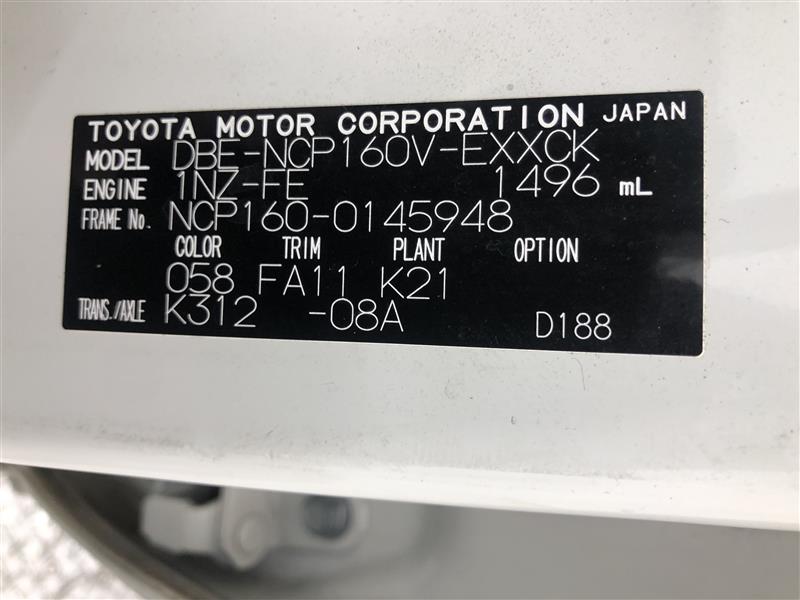 TOYOTA MOTOR CORPORATION JAPAN
MODEL DBE-NCP160V-EXXCK
ENGINE 1NZ-FE 1496 mL
FRAME No. NCP160-0145948
COLOR TRIM PLANT OPTION
058 FA11 K21
TRANS./AXLE K312 -08A D188